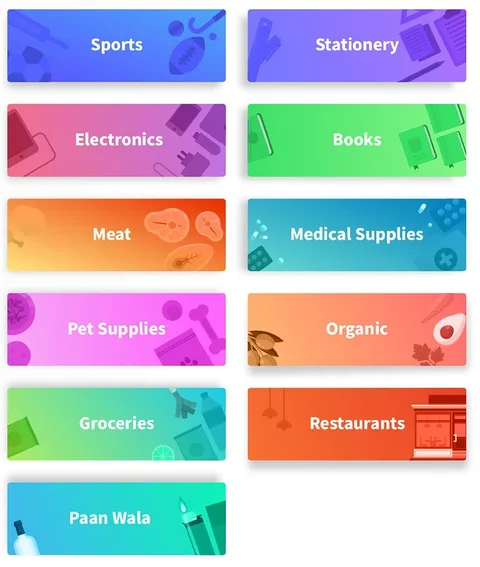 Sports
Stationery
Electronics
Books
Meat
Medical Supplies
Pet Supplies
Organic
Groceries
Restaurants
Paan Wala